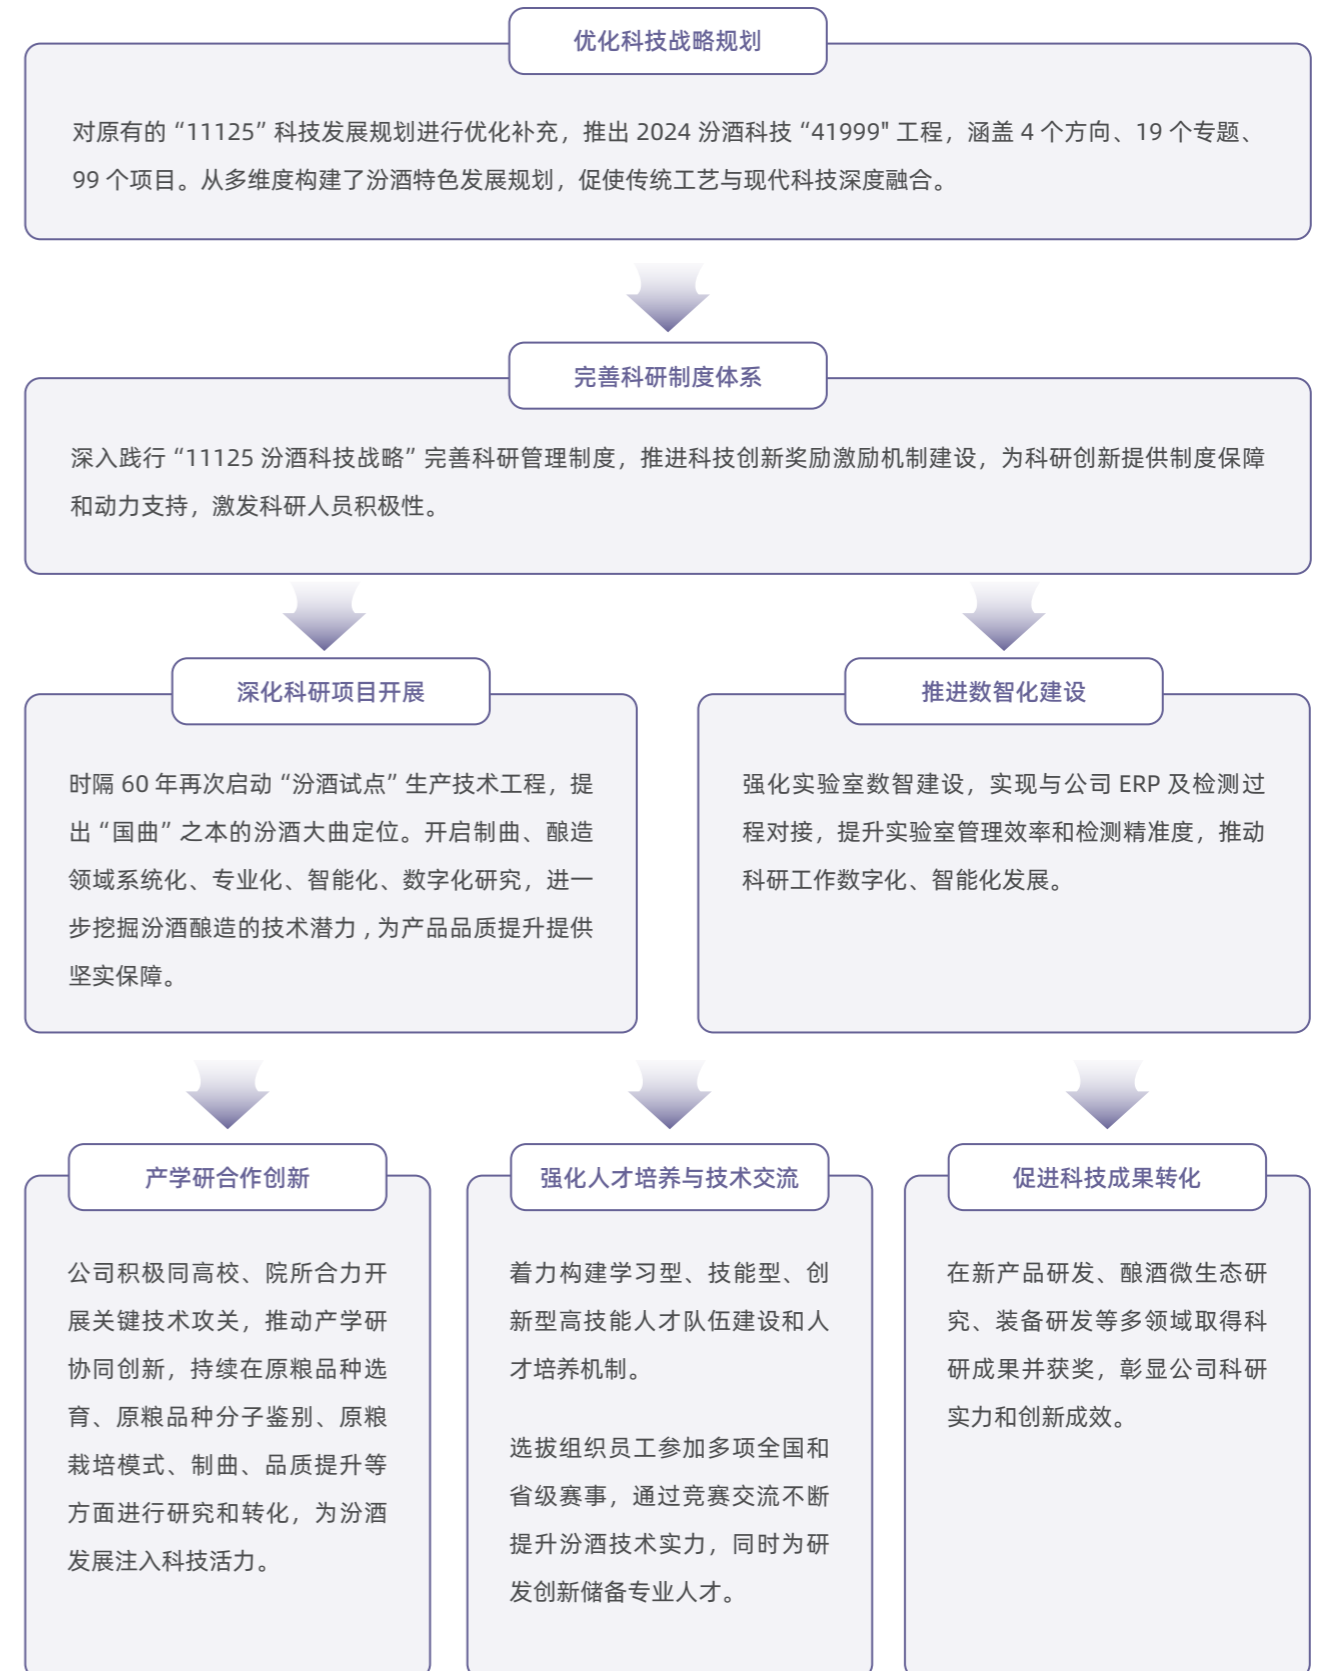 优化科技战略规划
对原有的“11125”科技发展规划进行优化补充，推出 2024 汾酒科技“41999" 工程，涵盖 4 个方向、19 个专题、
99 个项目。从多维度构建了汾酒特色发展规划，促使传统工艺与现代科技深度融合。
完善科研制度体系
深入践行“11125 汾酒科技战略”完善科研管理制度，推进科技创新奖励激励机制建设，为科研创新提供制度保障
和动力支持，激发科研人员积极性。
深化科研项目开展
时隔 60 年再次启动“汾酒试点”生产技术工程，提
出“国曲”之本的汾酒大曲定位。开启制曲、酿造
领域系统化、专业化、智能化、数字化研究，进一
步挖掘汾酒酿造的技术潜力 , 为产品品质提升提供
坚实保障。
推进数智化建设
强化实验室数智建设，实现与公司 ERP 及检测过
程对接，提升实验室管理效率和检测精准度，推动
科研工作数字化、智能化发展。
产学研合作创新
公司积极同高校、院所合力开
展关键技术攻关，推动产学研
协同创新，持续在原粮品种选
育、原粮品种分子鉴别、原粮
栽培模式、制曲、品质提升等
方面进行研究和转化，为汾酒
发展注入科技活力。
强化人才培养与技术交流
着力构建学习型、技能型、创
新型高技能人才队伍建设和人
才培养机制。
选拔组织员工参加多项全国和
省级赛事，通过竞赛交流不断
提升汾酒技术实力，同时为研
发创新储备专业人才。
促进科技成果转化
在新产品研发、酿酒微生态研
究、装备研发等多领域取得科
研成果并获奖，彰显公司科研
实力和创新成效。